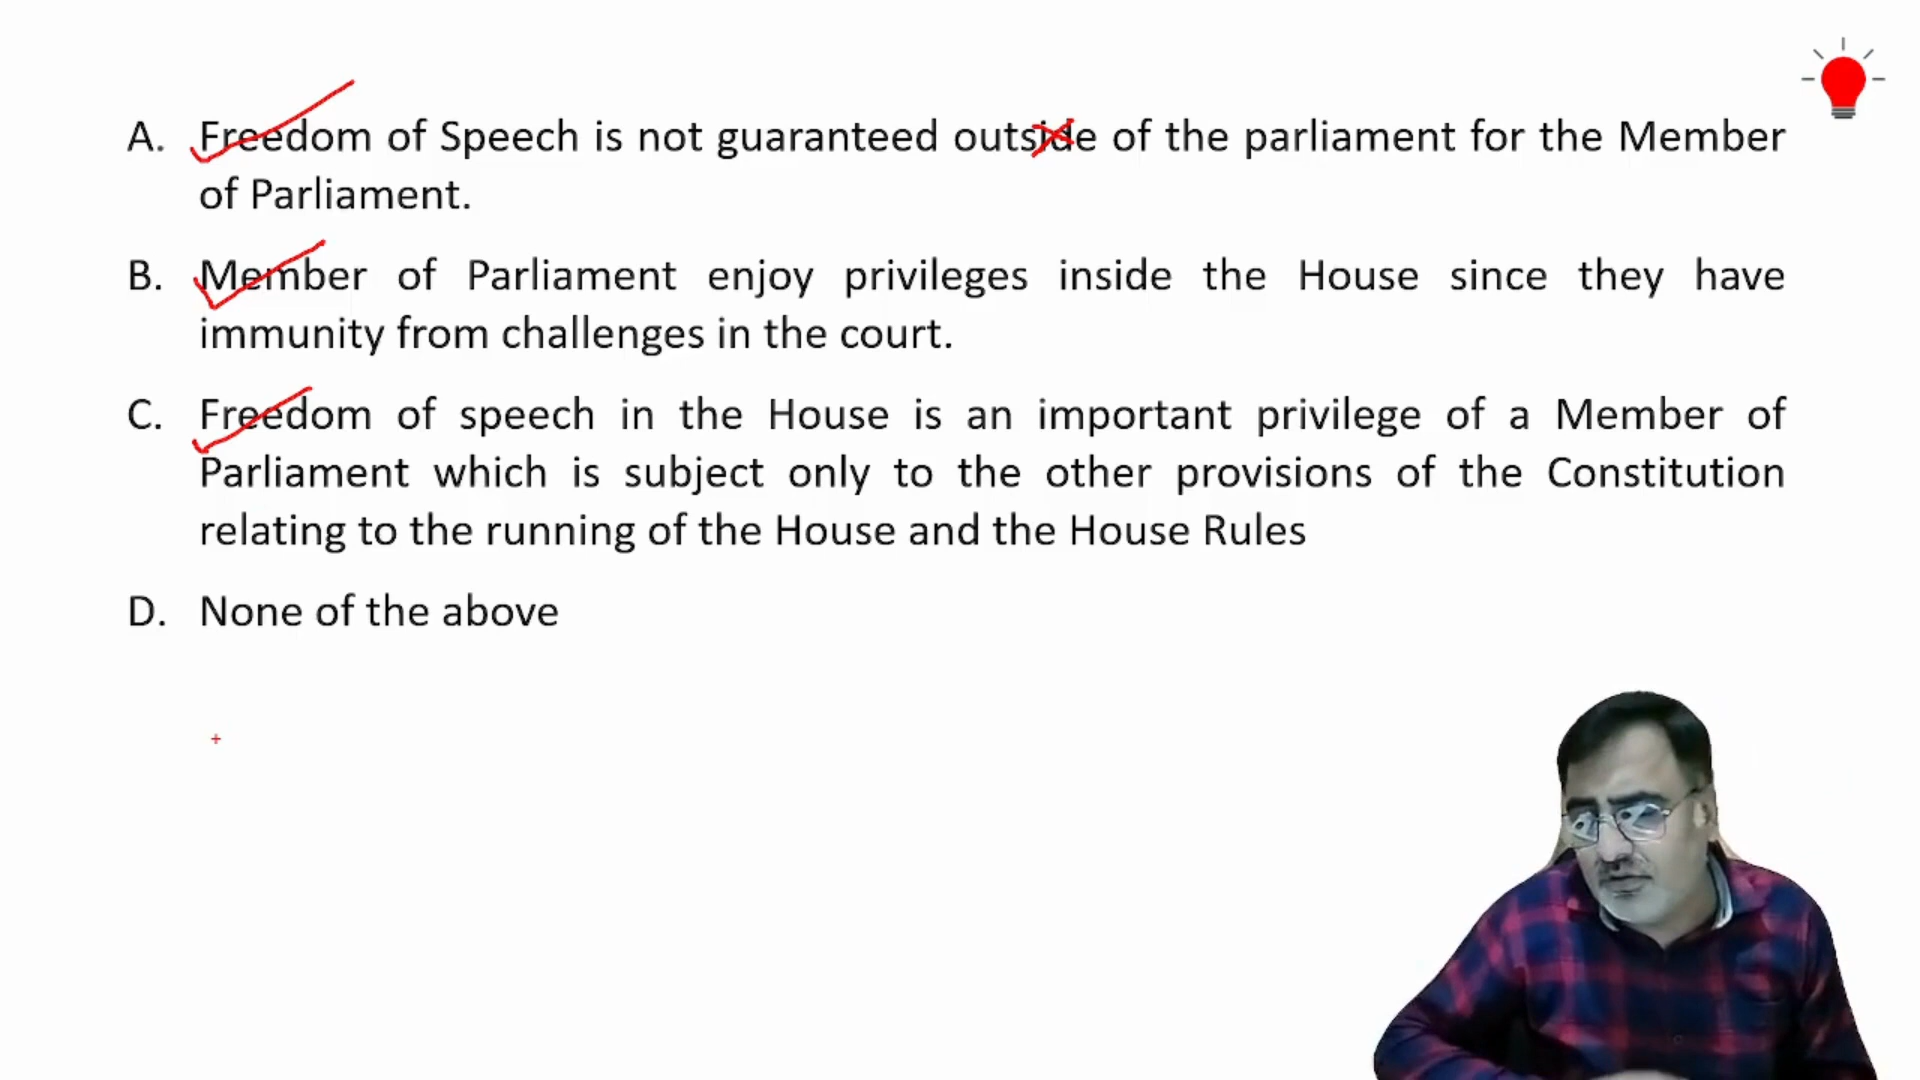 A. Freedom of Speech is not guaranteed outside of the parliament for the Member
of Parliament.
B. Member of Parliament enjoy privileges inside the House since they have
immunity from challenges in the court.
C. Freedom of speech in the House is an important privilege of a Member of
Parliament which is subject only to the other provisions of the Constitution
relating to the running of the House and the House Rules
D. None of the above